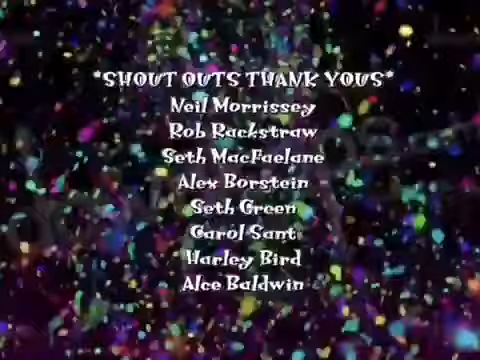 *SHOUT OUTS THANK YOUS*
Neil Morrissey
Rob Rackstraw
Seth MacFaelane
Alex Borstein
Seth Green
Carol Sant
Harley Bird
Alce Baldwin